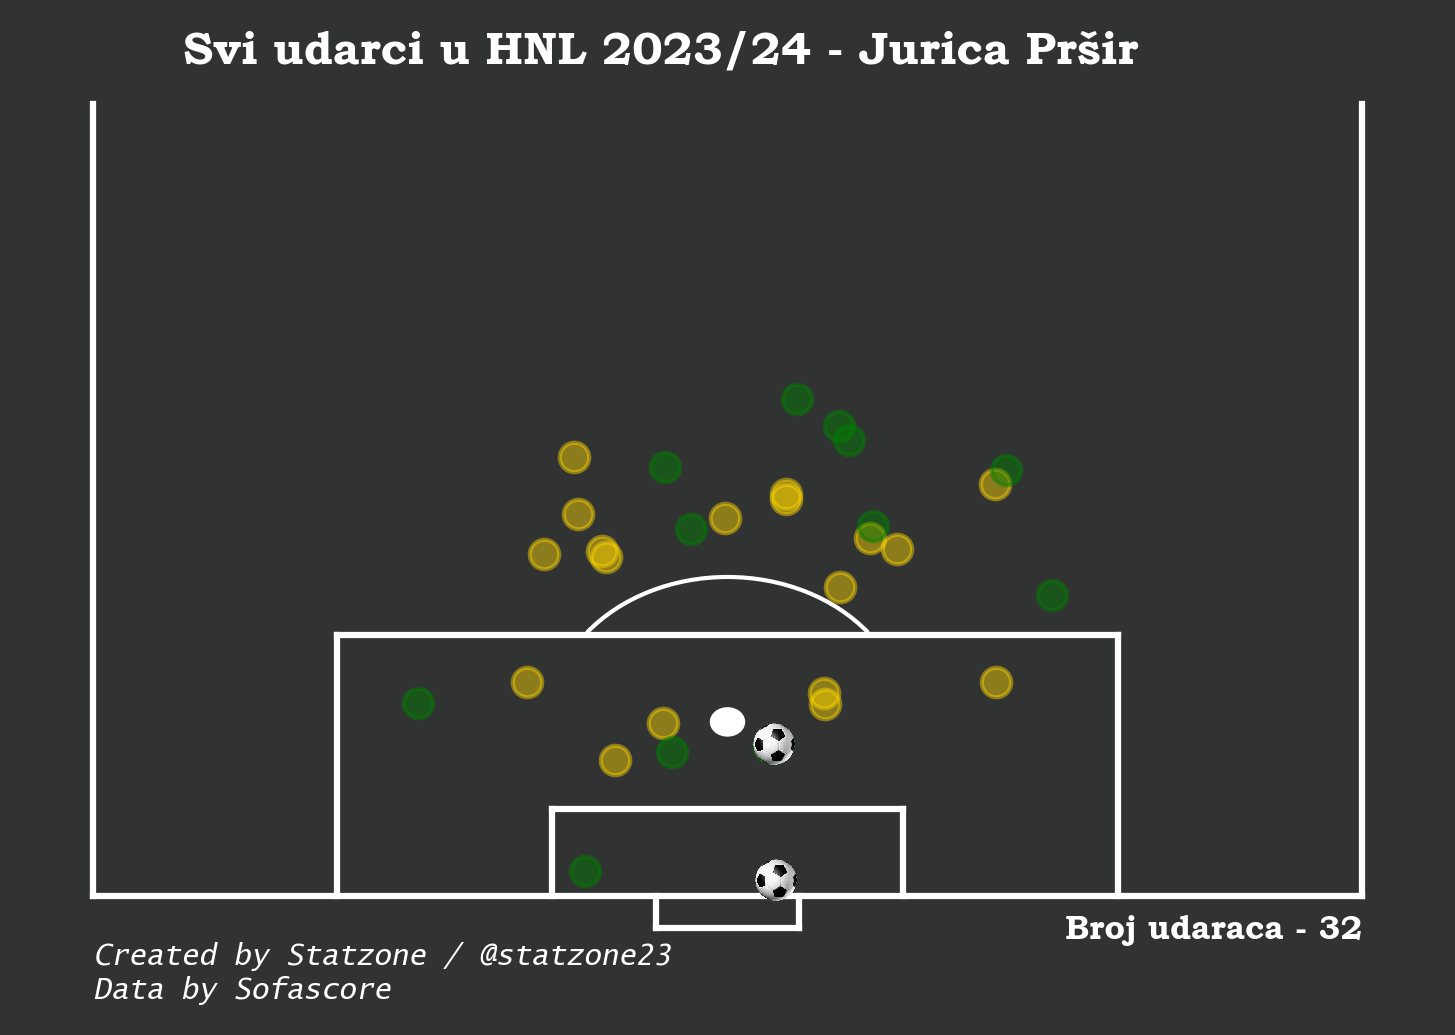 Svi udarci u HNL 2023/24 - Jurica Pršir
Broj udaraca - 32
Created by Statzone / @statzone23
Data by Sofascore